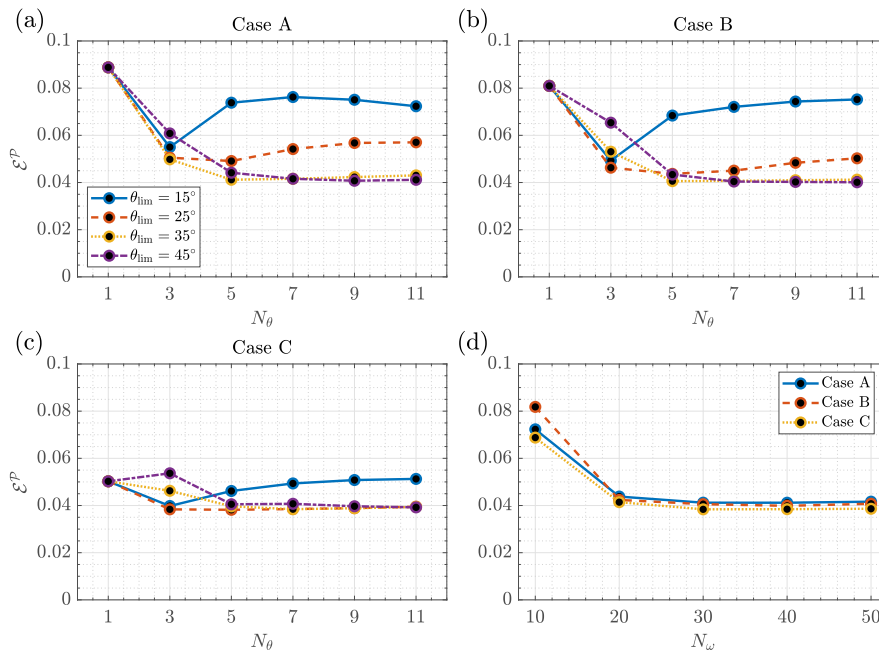 (a)
Case A
0.1
0.08
0.06
0.04
0.02
0
ℰ^𝒫
θ_lim = 15°
θ_lim = 25°
θ_lim = 35°
θ_lim = 45°
1 3 5 7 9 11
N_θ
(b)
Case B
0.1
0.08
0.06
0.04
0.02
0
1 3 5 7 9 11
N_θ
(c)
Case C
0.1
0.08
0.06
0.04
0.02
0
ℰ^𝒫
1 3 5 7 9 11
N_θ
(d)
0.1
0.08
0.06
0.04
0.02
0
Case A
Case B
Case C
10 20 30 40 50
N_ω